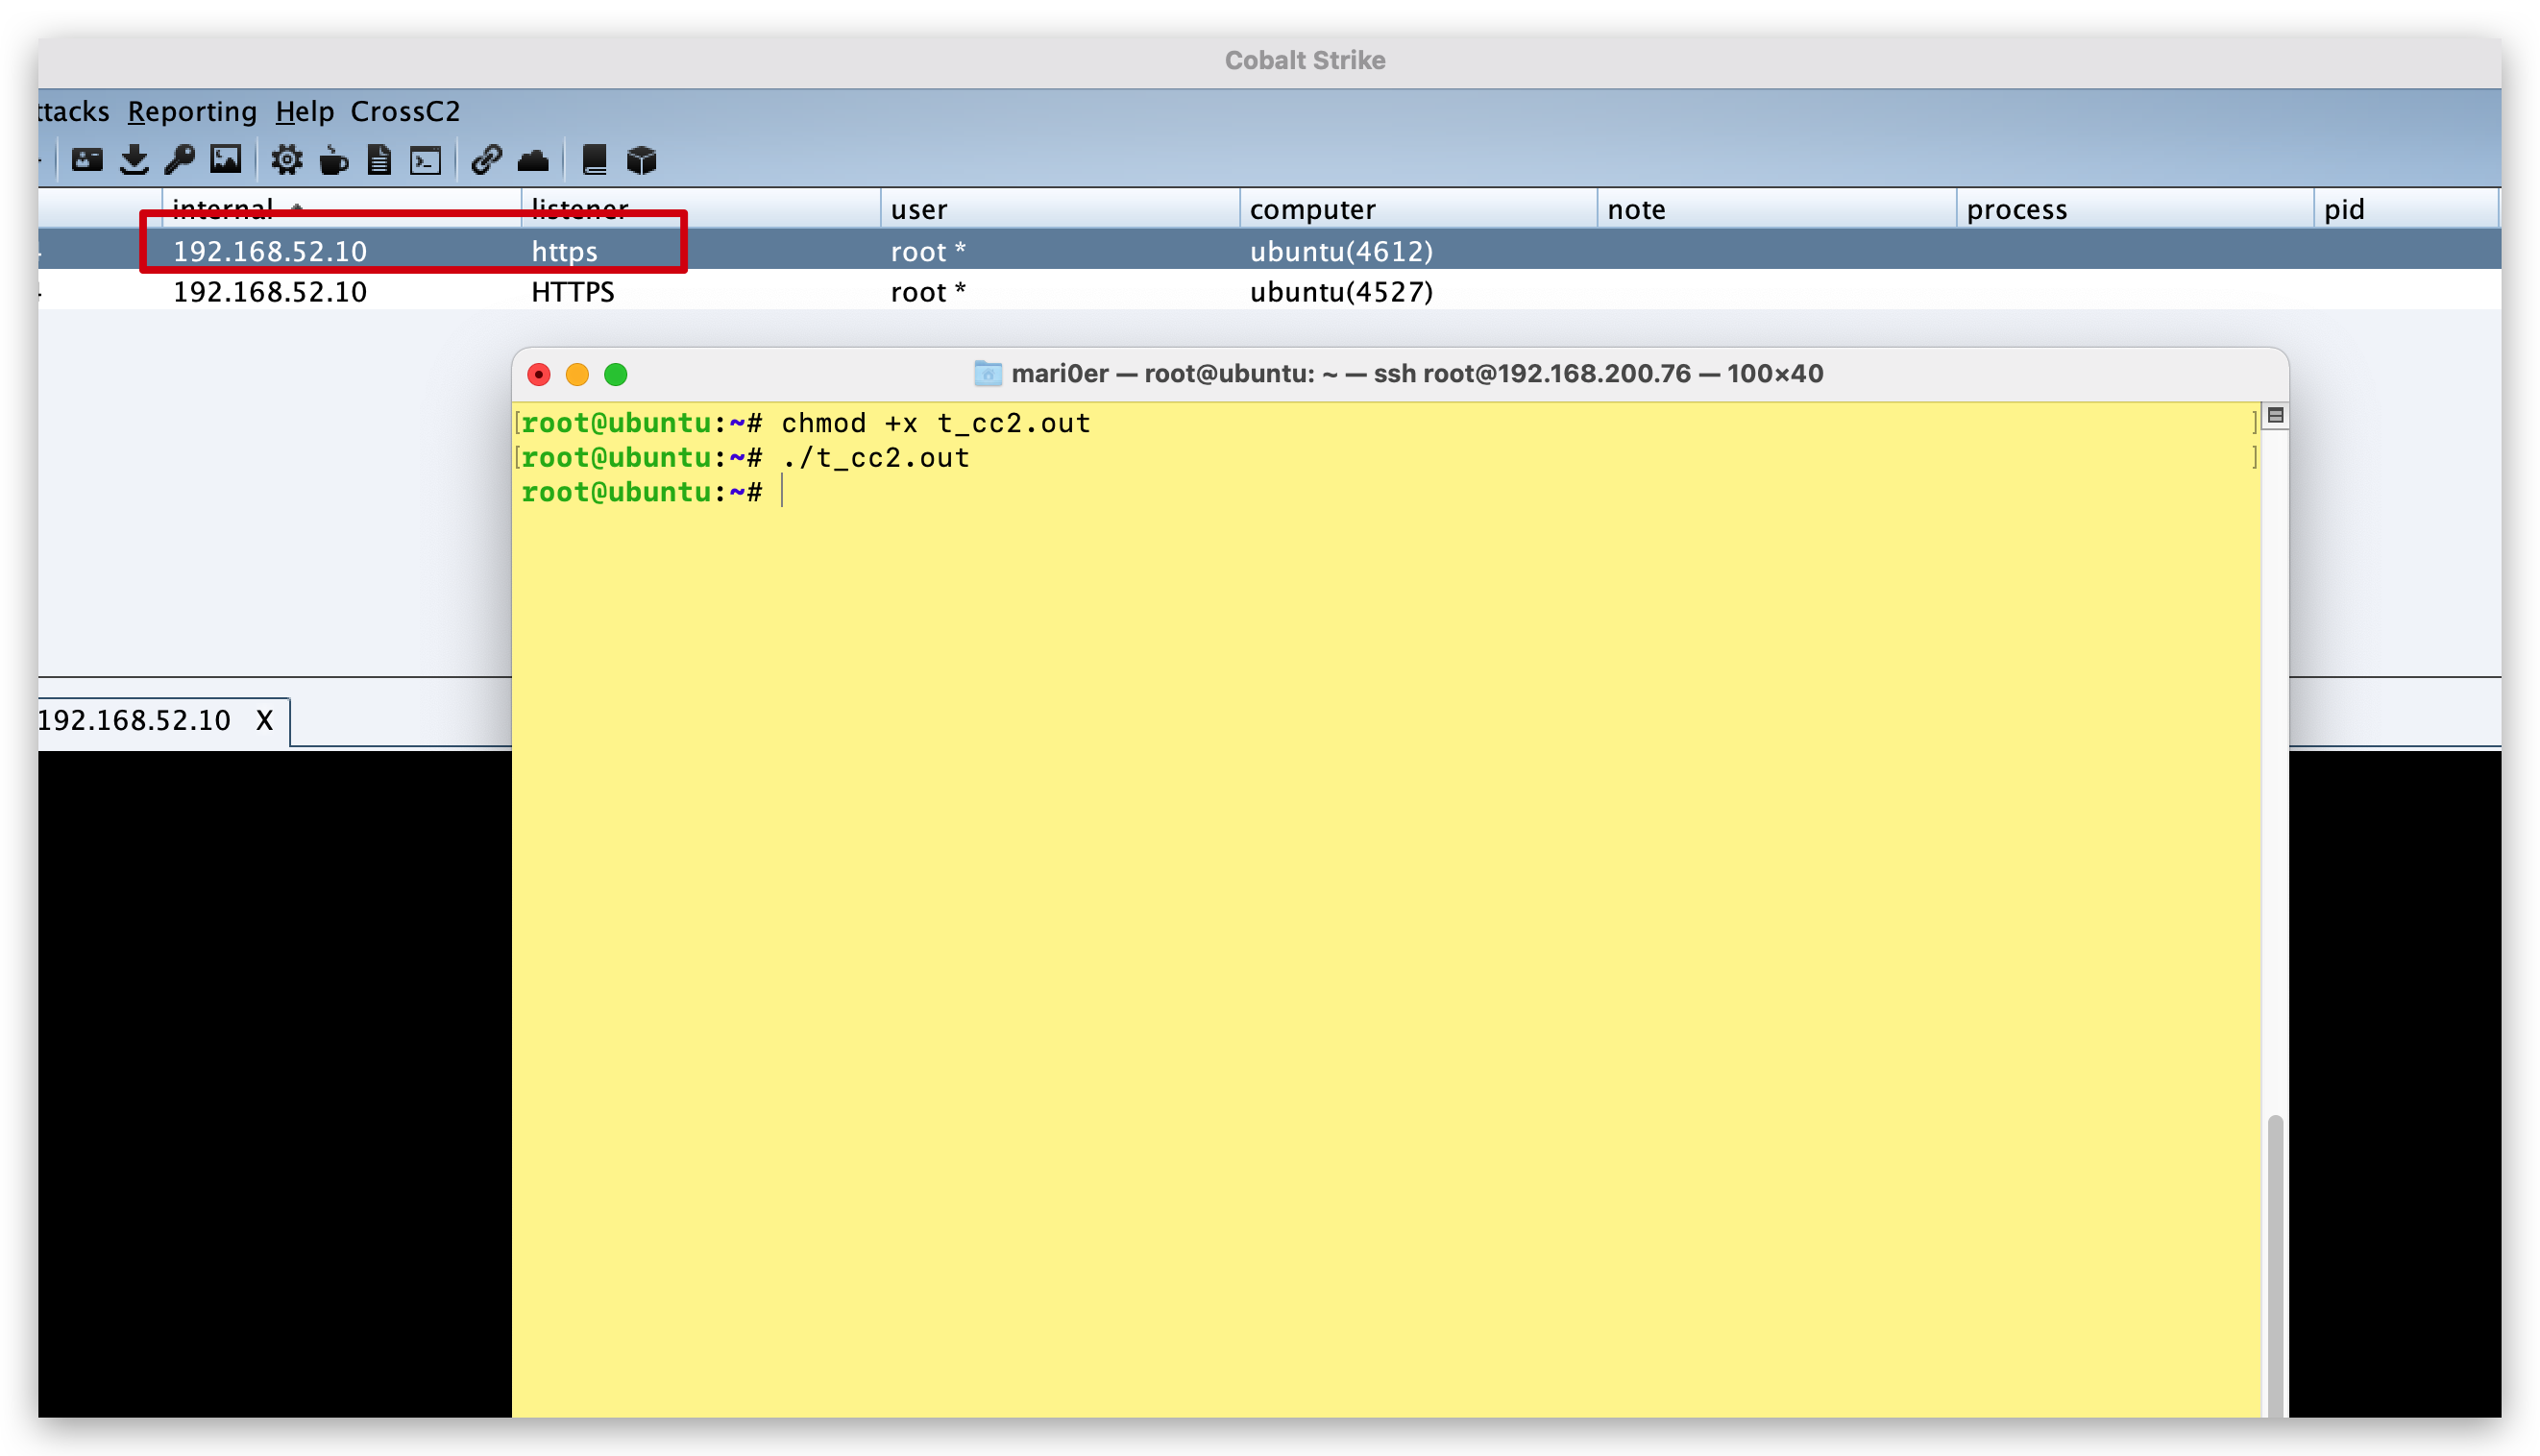 Cobalt Strike
ttacks Reporting Help CrossC2
internal listener user computer note process pid
192.168.52.10 https root * ubuntu(4612)
192.168.52.10 HTTPS root * ubuntu(4527)
mari0er — root@ubuntu: ~ — ssh root@192.168.200.76 — 100×40
[root@ubuntu:~# chmod +x t_cc2.out ]
[root@ubuntu:~# ./t_cc2.out ]
root@ubuntu:~#
192.168.52.10 X